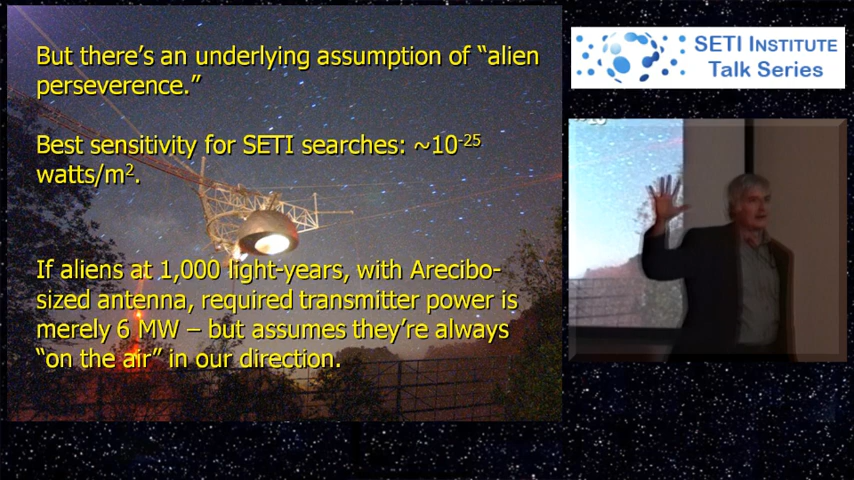 But there’s an underlying assumption of “alien
perseverence.”
Best sensitivity for SETI searches: ~10-25
watts/m2.
If aliens at 1,000 light-years, with Arecibo-
sized antenna, required transmitter power is
merely 6 MW – but assumes they’re always
“on the air” in our direction.
SETI INSTITUTE
Talk Series